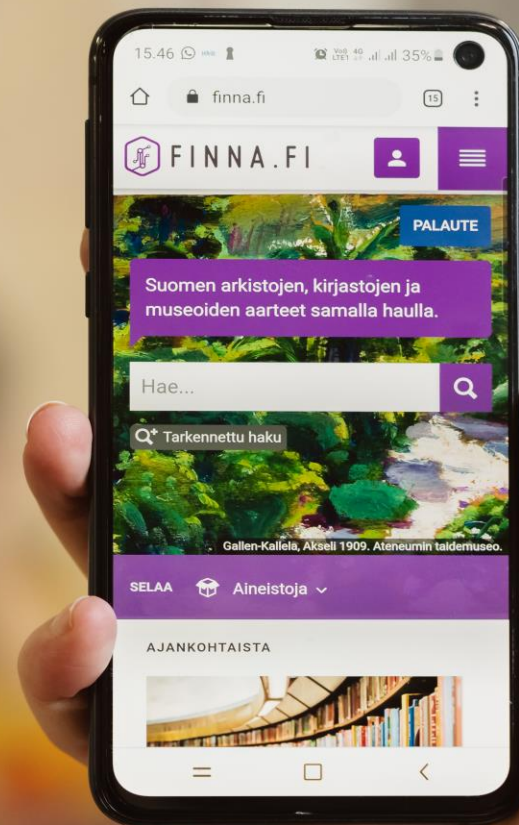 15.46 35%
finna.fi 15
FINNA.FI
PALAUTE
Suomen arkistojen, kirjastojen ja
museoiden aarteet samalla haulla.
Hae...
Tarkennettu haku
Gallen-Kallela, Akseli 1909. Ateneumin taidemuseo.
SELAA Aineistoja
AJANKOHTAISTA